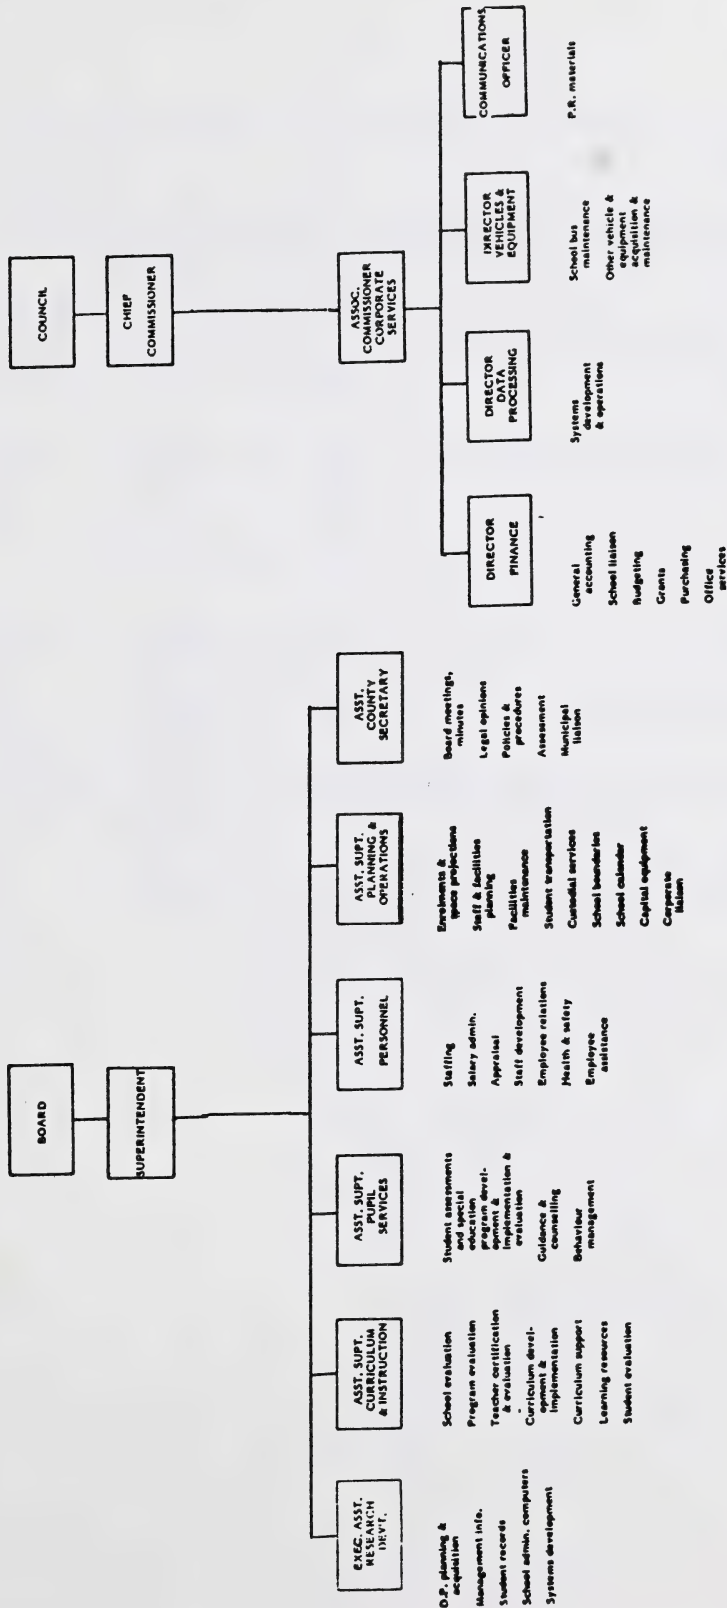 BOARD
SUPERINTENDENT
EXEC. ASST.
RESEARCH
DEV'T.
D.P. planning &
acquisition
Management info.
Student records
School admin. computers
Systems development
ASST. SUPT.
CURRICULUM
& INSTRUCTION
School evaluation
Program evaluation
Teacher certification
& evaluation
Curriculum devel-
opment &
implementation
Curriculum support
Learning resources
Student evaluation
ASST. SUPT.
PUPIL
SERVICES
Student assessments
and special
education
program devel-
opment &
implementation &
evaluation
Guidance &
counselling
Behaviour
management
ASST. SUPT.
PERSONNEL
Staffing
Salary admin.
Appraisal
Staff development
Employee relations
Health & safety
Employee
assistance
ASST. SUPT.
PLANNING &
OPERATIONS
Enrolments &
space projections
Staff & facilities
planning
Facilities
maintenance
Student transportation
Custodial services
School boundaries
School calendar
Capital equipment
Corporate
liaison
ASST.
COUNTY
SECRETARY
Board meetings,
minutes
Legal opinions
Policies &
procedures
Assessment
Municipal
liaison
COUNCIL
CHIEF
COMMISSIONER
ASSOC.
COMMISSIONER
CORPORATE
SERVICES
DIRECTOR
FINANCE
General
accounting
School liaison
Budgeting
Grants
Purchasing
Office
services
DIRECTOR
DATA
PROCESSING
Systems
development
& operations
DIRECTOR
VEHICLES &
EQUIPMENT
School bus
maintenance
Other vehicle &
equipment
acquisition &
maintenance
COMMUNICATIONS
OFFICER
P.R. materials